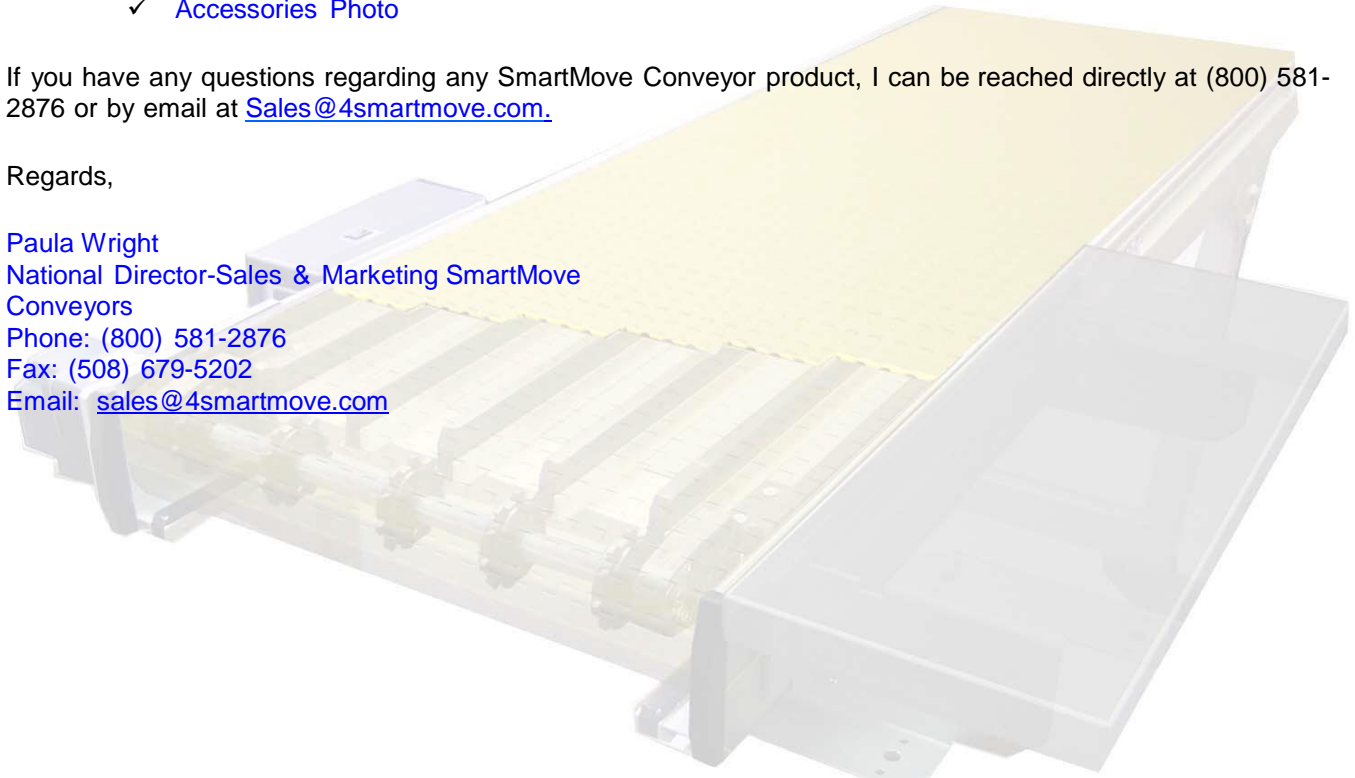 ✓ Accessories Photo
If you have any questions regarding any SmartMove Conveyor product, I can be reached directly at (800) 581-
2876 or by email at Sales@4smartmove.com.
Regards,
Paula Wright
National Director-Sales & Marketing SmartMove
Conveyors
Phone: (800) 581-2876
Fax: (508) 679-5202
Email: sales@4smartmove.com